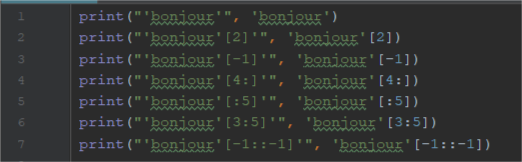 1 print("'bonjour'", 'bonjour')
2 print("'bonjour'[2]'", 'bonjour'[2])
3 print("'bonjour'[-1]'", 'bonjour'[-1])
4 print("'bonjour'[4:]'", 'bonjour'[4:])
5 print("'bonjour'[:5]'", 'bonjour'[:5])
6 print("'bonjour'[3:5]'", 'bonjour'[3:5])
7 print("'bonjour'[-1::-1]'", 'bonjour'[-1::-1])